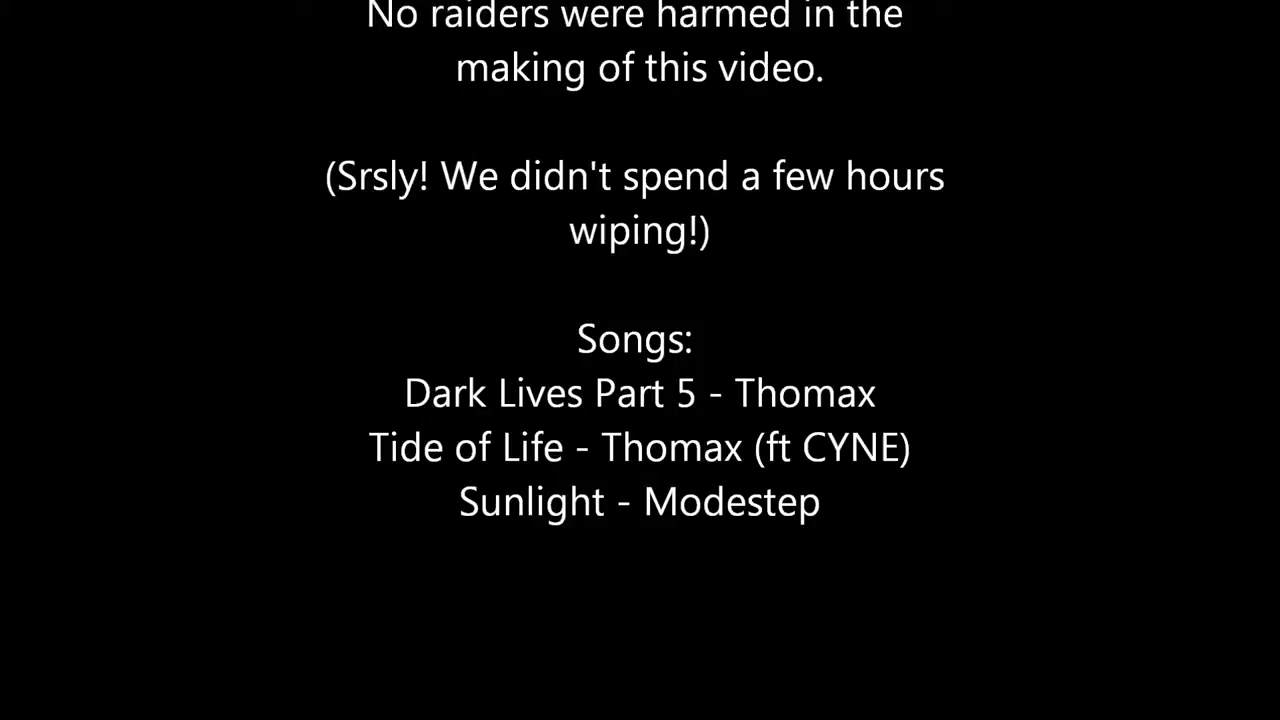 No raiders were harmed in the
making of this video.
(Srsly! We didn't spend a few hours
wiping!)
Songs:
Dark Lives Part 5 - Thomax
Tide of Life - Thomax (ft CYNE)
Sunlight - Modestep